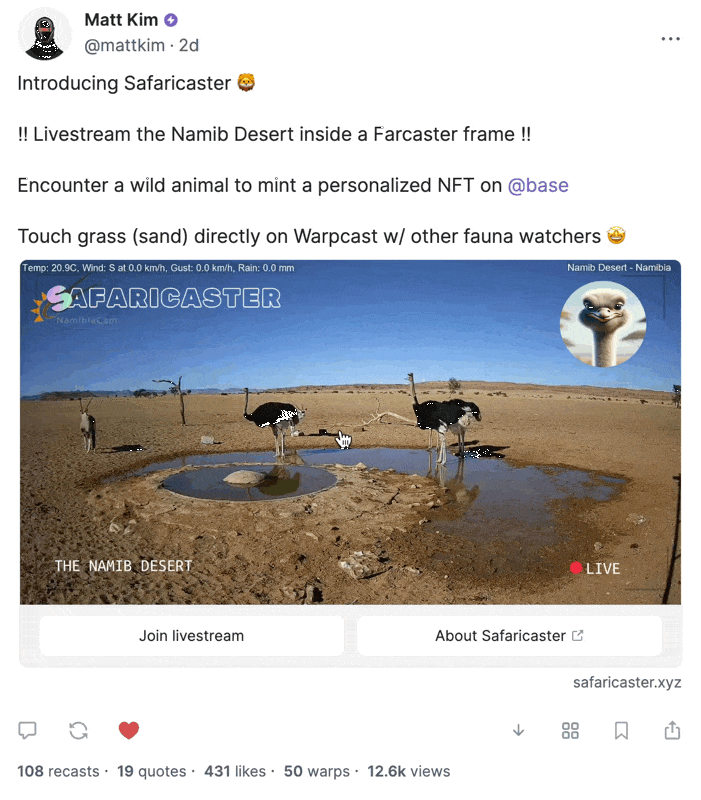 Matt Kim
@mattkim · 2d
Introducing Safaricaster 🦁
!! Livestream the Namib Desert inside a Farcaster frame !!
Encounter a wild animal to mint a personalized NFT on @base
Touch grass (sand) directly on Warpcast w/ other fauna watchers 🤩
Temp: 20.9C, Wind: S at 0.0 km/h, Gust: 0.0 km/h, Rain: 0.0 mm
Namib Desert - Namibia
SAFARICASTER
NamibiaCam
THE NAMIB DESERT
LIVE
Join livestream
About Safaricaster
safaricaster.xyz
108 recasts · 19 quotes · 431 likes · 50 warps · 12.6k views